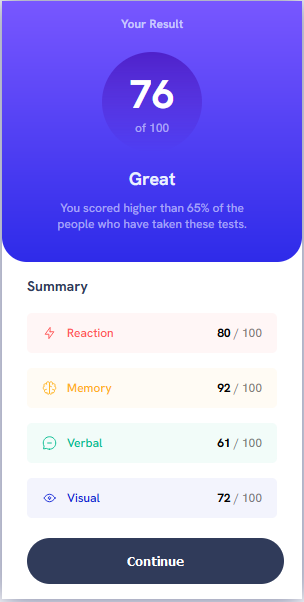 Your Result
76
of 100
Great
You scored higher than 65% of the
people who have taken these tests.
Summary
Reaction 80 / 100
Memory 92 / 100
Verbal 61 / 100
Visual 72 / 100
Continue